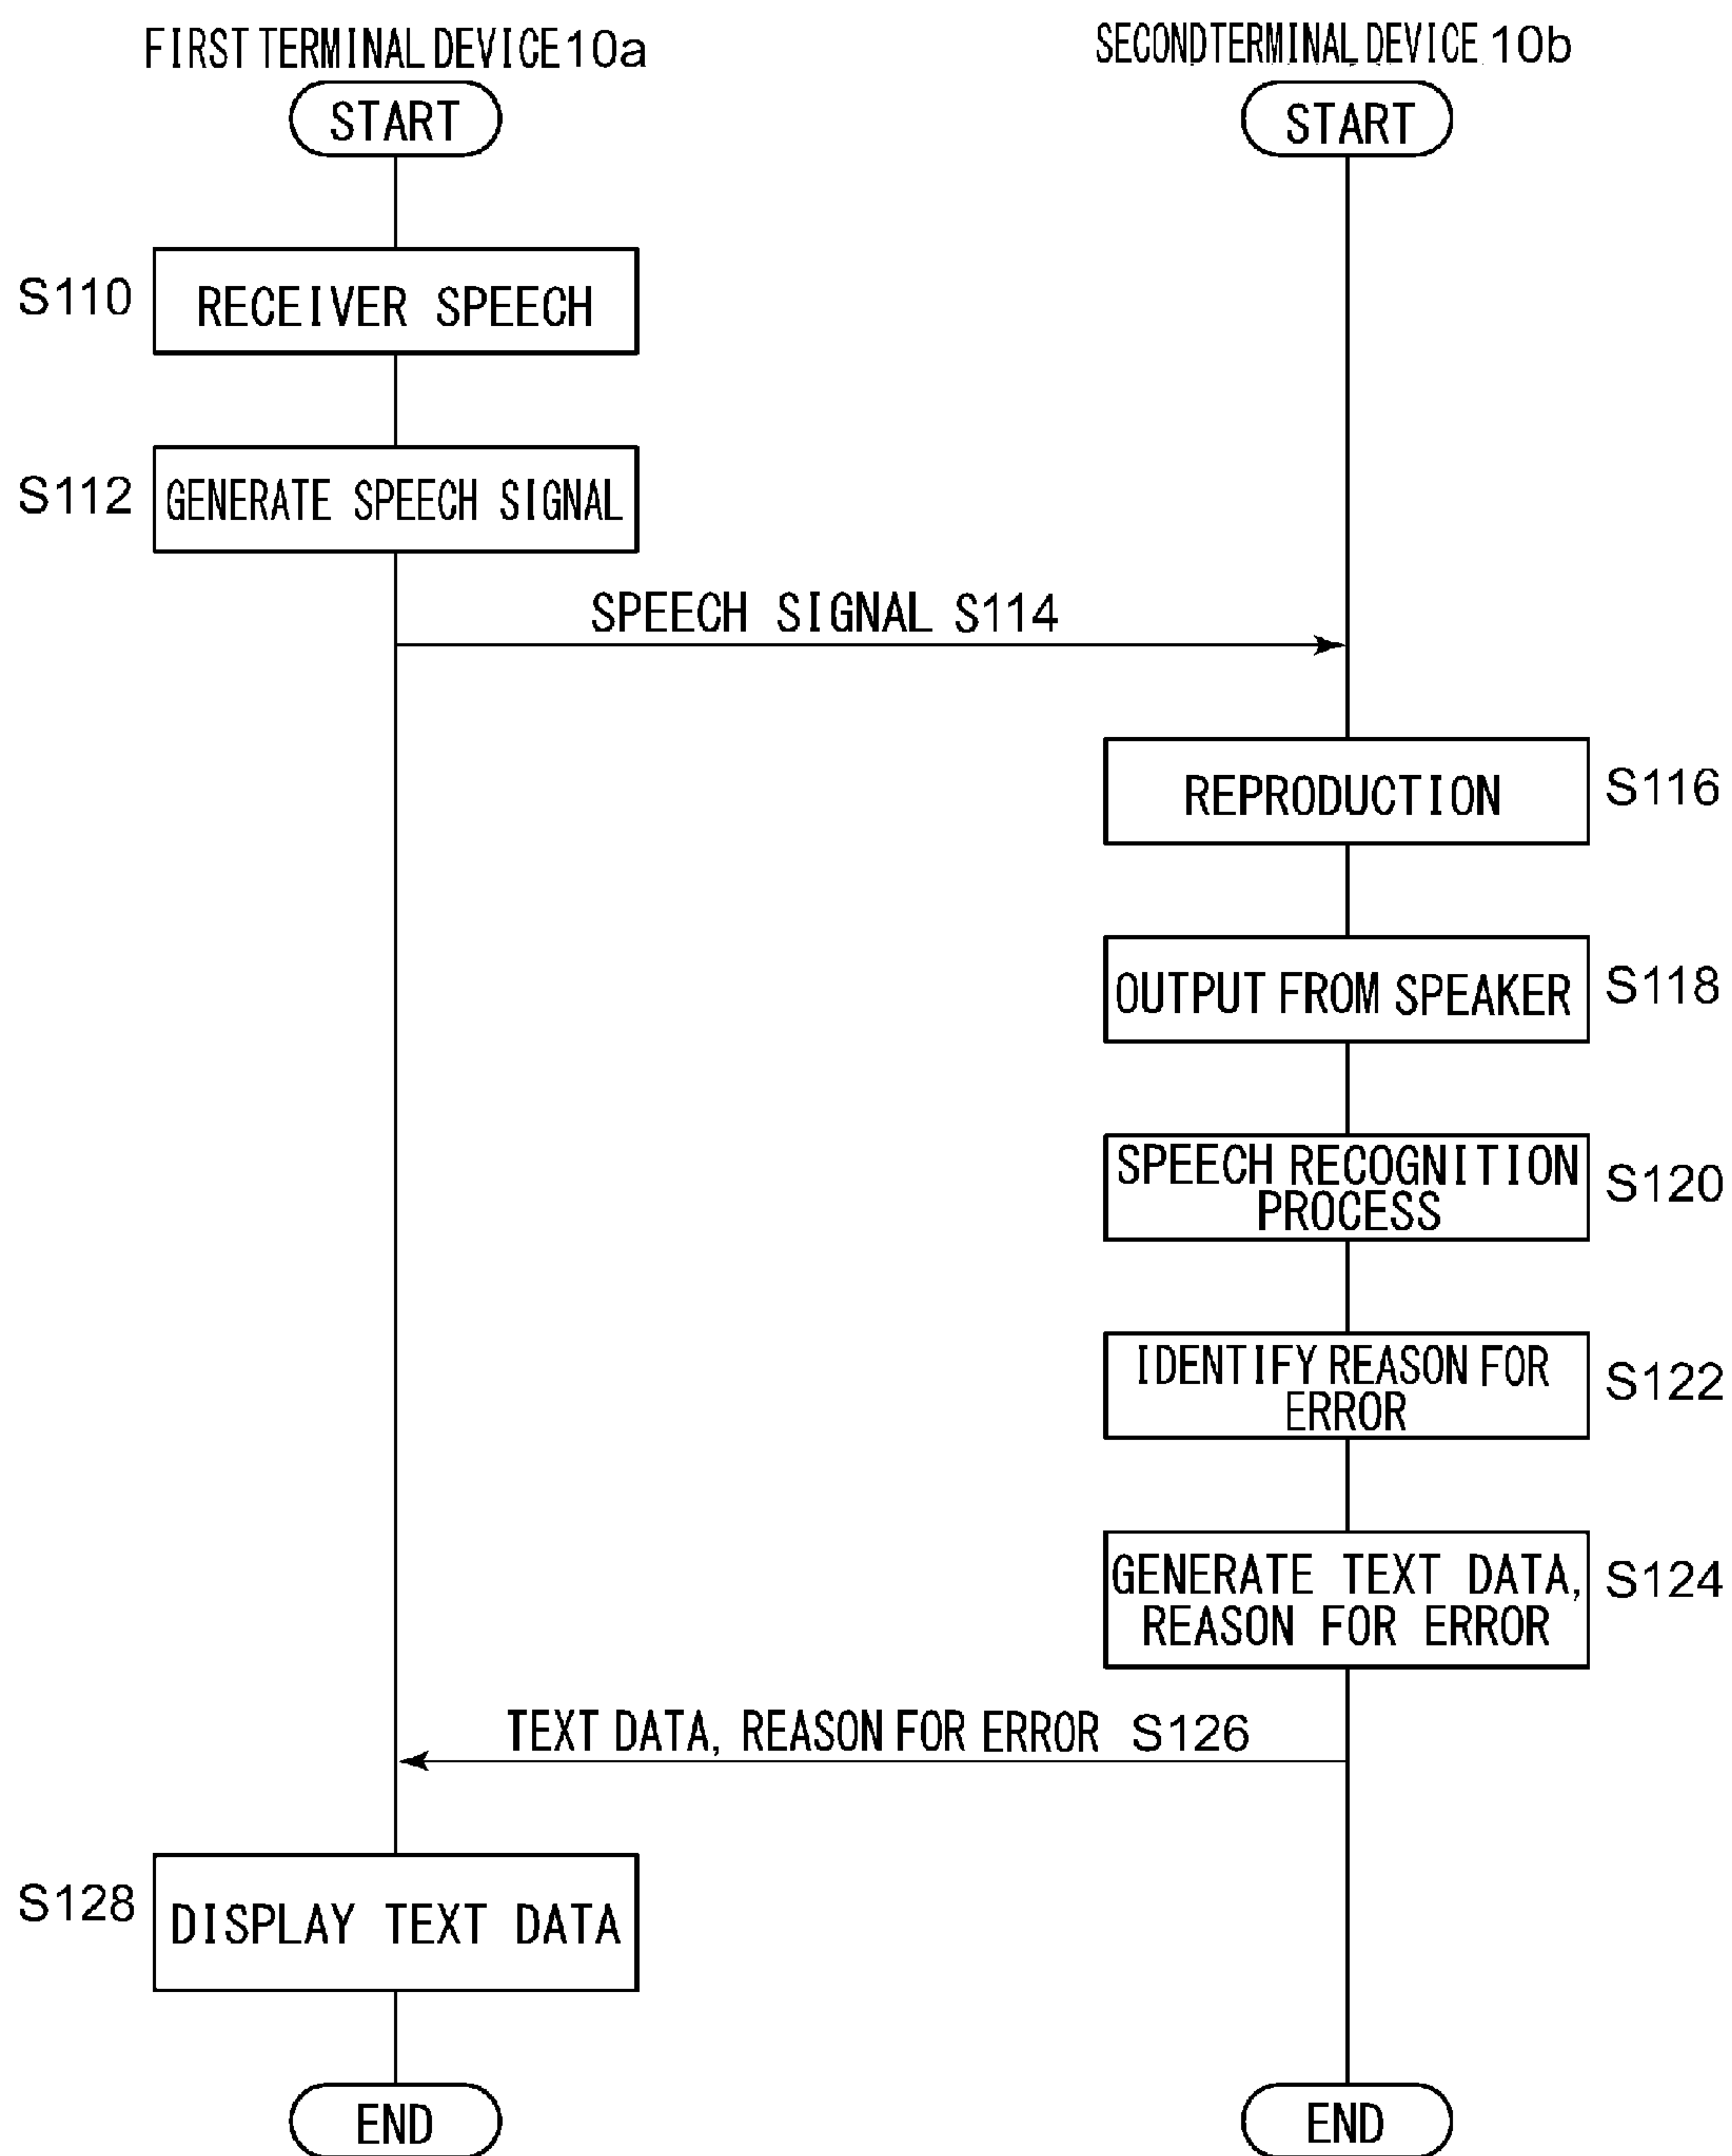 FIRST TERMINAL DEVICE 10a
SECOND TERMINAL DEVICE 10b
START
START
S110
RECEIVER SPEECH
S112
GENERATE SPEECH SIGNAL
SPEECH SIGNAL S114
REPRODUCTION
S116
OUTPUT FROM SPEAKER
S118
SPEECH RECOGNITION
PROCESS
S120
IDENTIFY REASON FOR
ERROR
S122
GENERATE TEXT DATA,
REASON FOR ERROR
S124
TEXT DATA, REASON FOR ERROR S126
S128
DISPLAY TEXT DATA
END
END